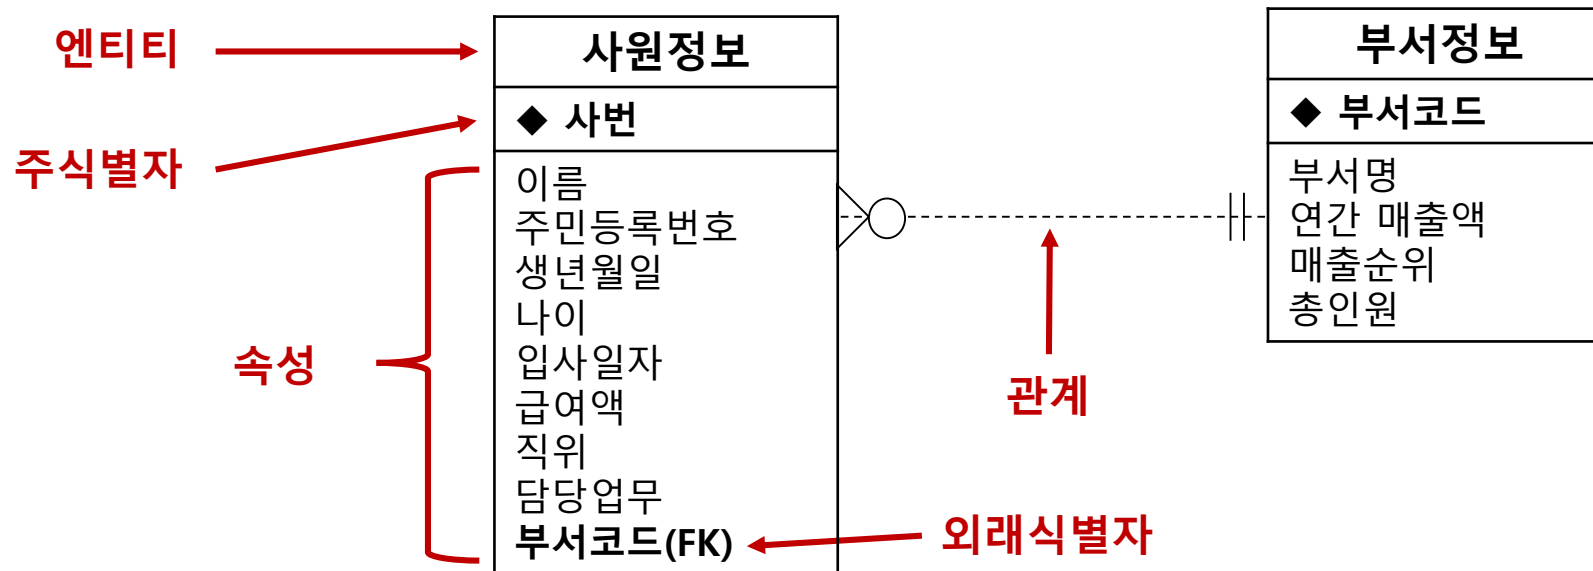 엔티티
주식별자
속성
사원정보
◆ 사번
이름
주민등록번호
생년월일
나이
입사일자
급여액
직위
담당업무
부서코드(FK)
관계
외래식별자
부서정보
◆ 부서코드
부서명
연간 매출액
매출순위
총인원